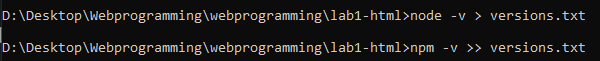 D:\Desktop\Webprogramming\webprogramming\lab1-html>node -v > versions.txt
D:\Desktop\Webprogramming\webprogramming\lab1-html>npm -v >> versions.txt